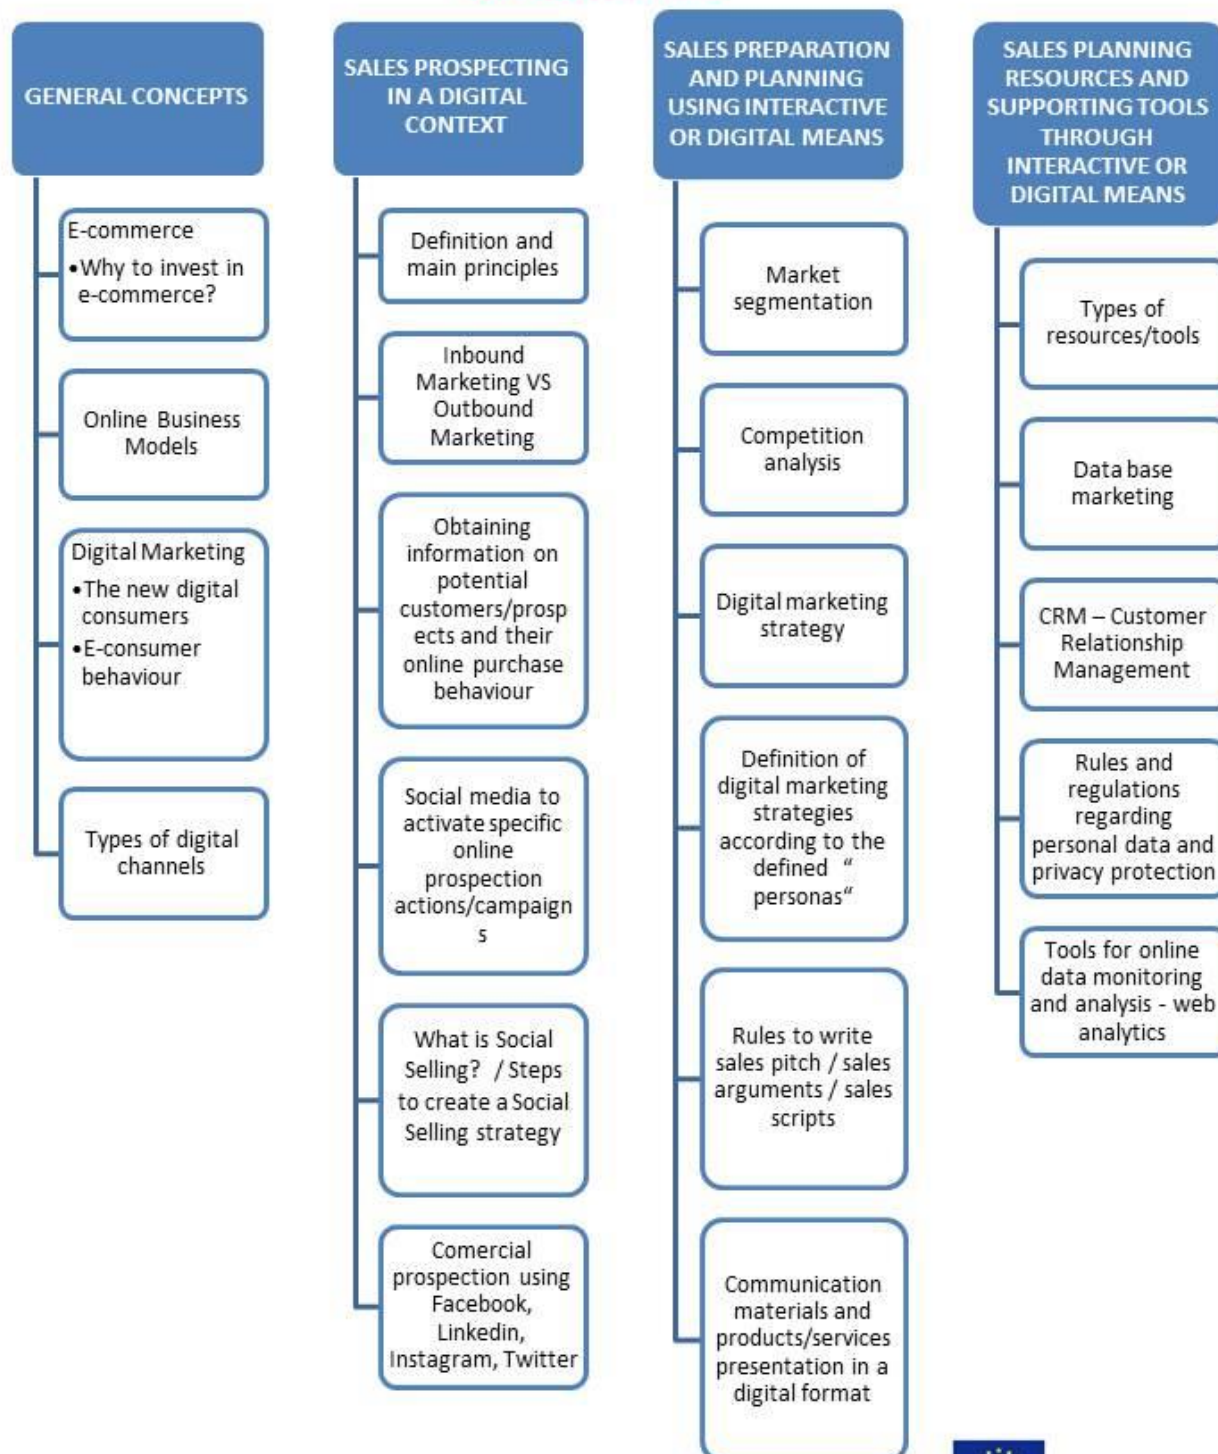 GENERAL CONCEPTS
E-commerce
•Why to invest in
e-commerce?
Online Business
Models
Digital Marketing
•The new digital
consumers
•E-consumer
behaviour
Types of digital
channels
SALES PROSPECTING
IN A DIGITAL
CONTEXT
Definition and
main principles
Inbound
Marketing VS
Outbound
Marketing
Obtaining
information on
potential
customers/prosp
ects and their
online purchase
behaviour
Social media to
activate specific
online
prospection
actions/campaign
s
What is Social
Selling? / Steps
to create a Social
Selling strategy
Comercial
prospection using
Facebook,
Linkedin,
Instagram, Twitter
SALES PREPARATION
AND PLANNING
USING INTERACTIVE
OR DIGITAL MEANS
Market
segmentation
Competition
analysis
Digital marketing
strategy
Definition of
digital marketing
strategies
according to the
defined “
personas“
Rules to write
sales pitch / sales
arguments / sales
scripts
Communication
materials and
products/services
presentation in a
digital format
SALES PLANNING
RESOURCES AND
SUPPORTING TOOLS
THROUGH
INTERACTIVE OR
DIGITAL MEANS
Types of
resources/tools
Data base
marketing
CRM – Customer
Relationship
Management
Rules and
regulations
regarding
personal data and
privacy protection
Tools for online
data monitoring
and analysis - web
analytics